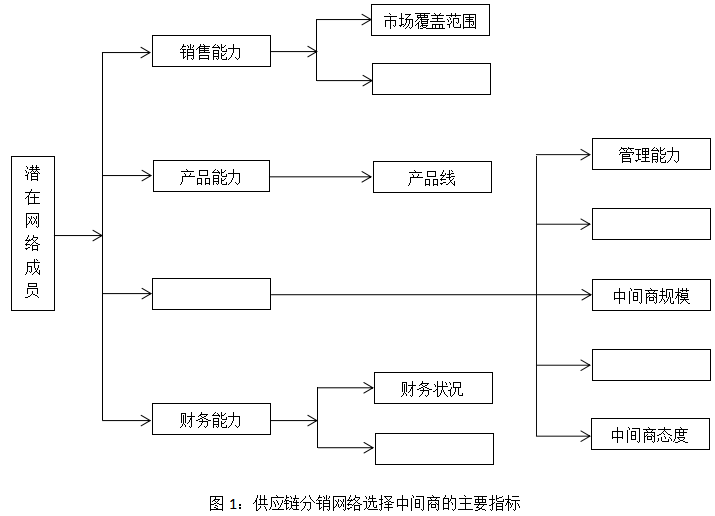 潜在网络成员
销售能力
市场覆盖范围
产品能力
产品线
管理能力
中间商规模
中间商态度
财务能力
财务状况
图 1：供应链分销网络选择中间商的主要指标